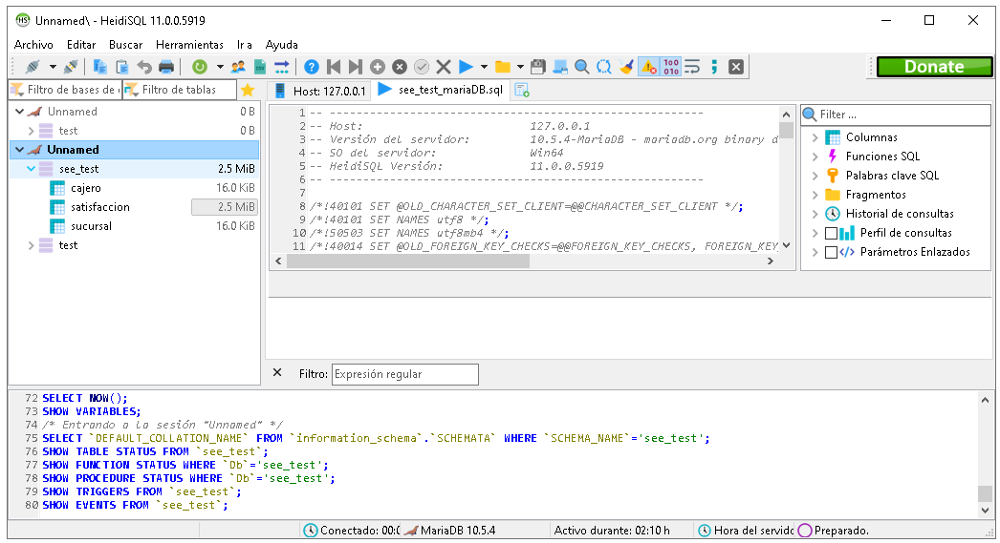 Unnamed\ - HeidiSQL 11.0.0.5919
Archivo Editar Buscar Herramientas Ir a Ayuda
Donate
Filtro de bases de
Filtro de tablas
Host: 127.0.0.1
see_test_mariaDB.sql
Unnamed 0 B
test 0 B
Unnamed
see_test 2.5 MiB
cajero 16.0 KiB
satisfaccion 2.5 MiB
sucursal 16.0 KiB
test
1 -- --------------------------------------------------------
2 -- Host: 127.0.0.1
3 -- Versión del servidor: 10.5.4-MariaDB - mariadb.org binary d
4 -- SO del servidor: Win64
5 -- HeidiSQL Versión: 11.0.0.5919
6 -- --------------------------------------------------------
7
8 /*!40101 SET @OLD_CHARACTER_SET_CLIENT=@@CHARACTER_SET_CLIENT */;
9 /*!40101 SET NAMES utf8 */;
10 /*!50503 SET NAMES utf8mb4 */;
11 /*!40014 SET @OLD_FOREIGN_KEY_CHECKS=@@FOREIGN_KEY_CHECKS, FOREIGN_KEY
Filter ...
Columnas
Funciones SQL
Palabras clave SQL
Fragmentos
Historial de consultas
Perfil de consultas
Parámetros Enlazados
Filtro: Expresión regular
72 SELECT NOW();
73 SHOW VARIABLES;
74 /* Entrando a la sesión "Unnamed" */
75 SELECT `DEFAULT_COLLATION_NAME` FROM `information_schema`.`SCHEMATA` WHERE `SCHEMA_NAME`='see_test';
76 SHOW TABLE STATUS FROM `see_test`;
77 SHOW FUNCTION STATUS WHERE `Db`='see_test';
78 SHOW PROCEDURE STATUS WHERE `Db`='see_test';
79 SHOW TRIGGERS FROM `see_test`;
80 SHOW EVENTS FROM `see_test`;
Conectado: 00:0 MariaDB 10.5.4 Activo durante: 02:10 h Hora del servido Preparado.